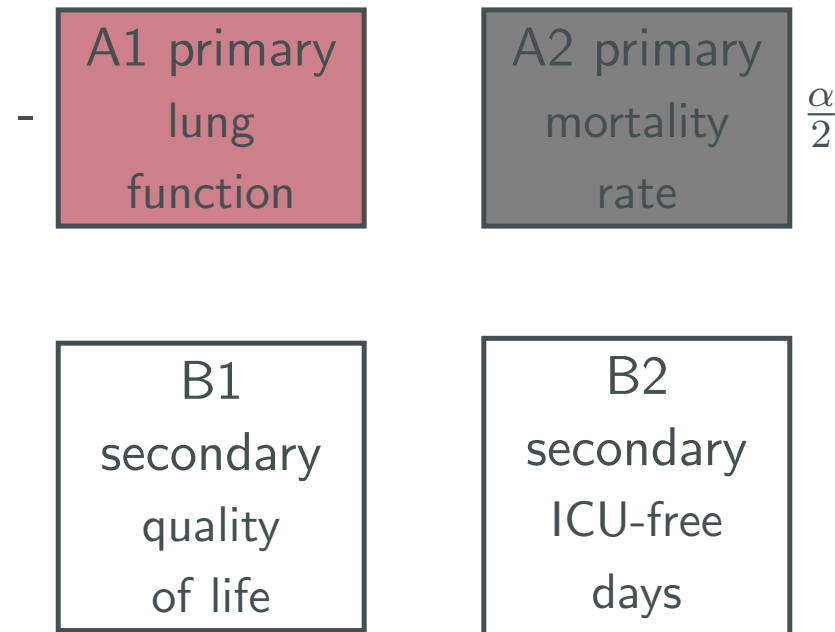 -
A1 primary
lung
function
A2 primary
mortality
rate
α
2
B1
secondary
quality
of life
B2
secondary
ICU-free
days